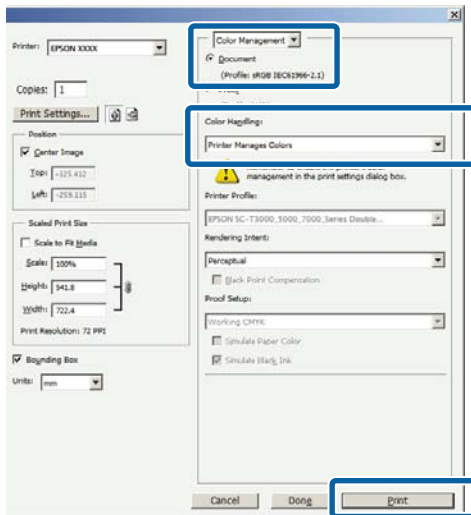 Printer: EPSON XXXX
Copies: 1
Print Settings...
Position
Center Image
Top: -125.412
Left: -259.115
Scaled Print Size
Scale to Fit Media
Scale: 100%
Height: 541.8
Width: 722.4
Print Resolution: 72 PPI
Bounding Box
Units: mm
Color Management
Document
(Profile: sRGB IEC61966-2.1)
Color Handling:
Printer Manages Colors
management in the print settings dialog box.
Printer Profile:
EPSON SC-T3000_5000_7000_Series Double...
Rendering Intent:
Perceptual
Black Point Compensation
Proof Setup:
Working CMYK
Simulate Paper Color
Simulate Black Ink
Cancel
Done
Print